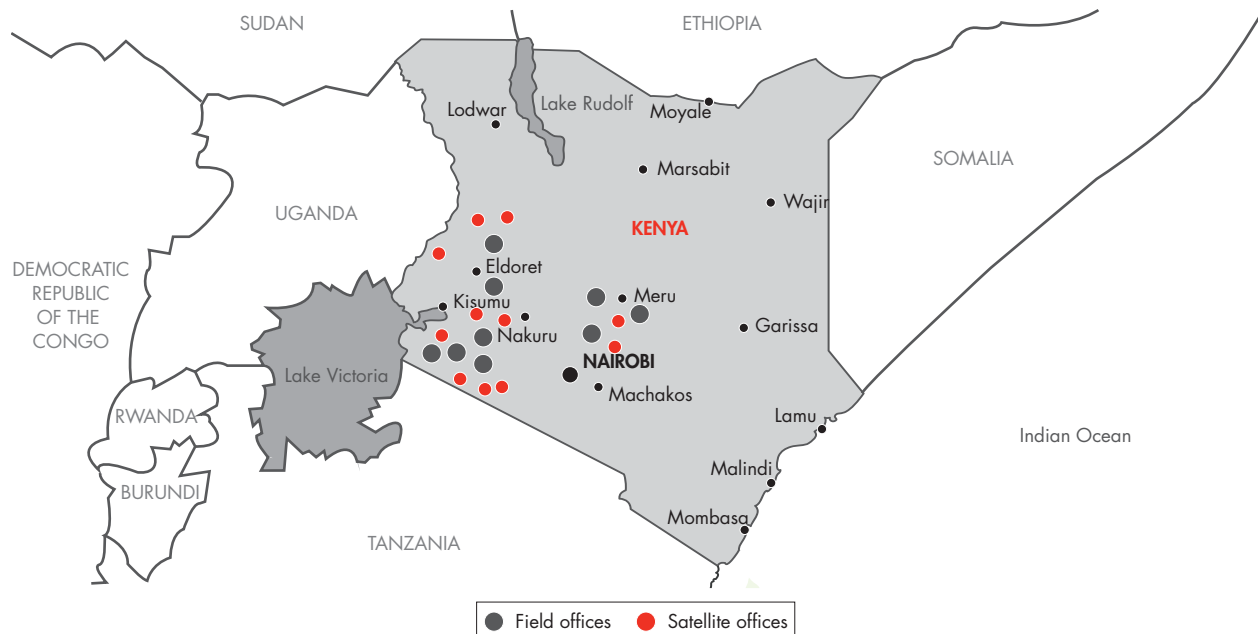 SUDAN
ETHIOPIA
Lake Rudolf
Lodwar
Moyale
SOMALIA
Marsabit
Wajir
UGANDA
KENYA
DEMOCRATIC
REPUBLIC
OF THE
CONGO
Eldoret
Kisumu
Meru
Nakuru
Garissa
NAIROBI
Lake Victoria
Machakos
RWANDA
Lamu
Indian Ocean
Malindi
BURUNDI
Mombasa
TANZANIA
Field offices
Satellite offices